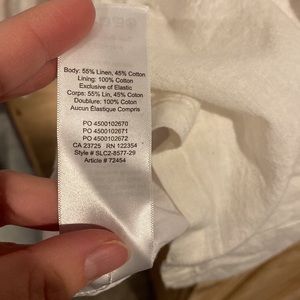 Body: 55% Linen, 45% Cotton
Lining: 100% Cotton
Exclusive of Elastic
Corps: 55% Lin, 45% Coton
Doublure: 100% Coton
Aucun Élastique Compris
PO 4500102670
PO 4500102671
PO 4500102672
CA 23725 RN 122354
Style # SLC2-8577-29
Article # 72454